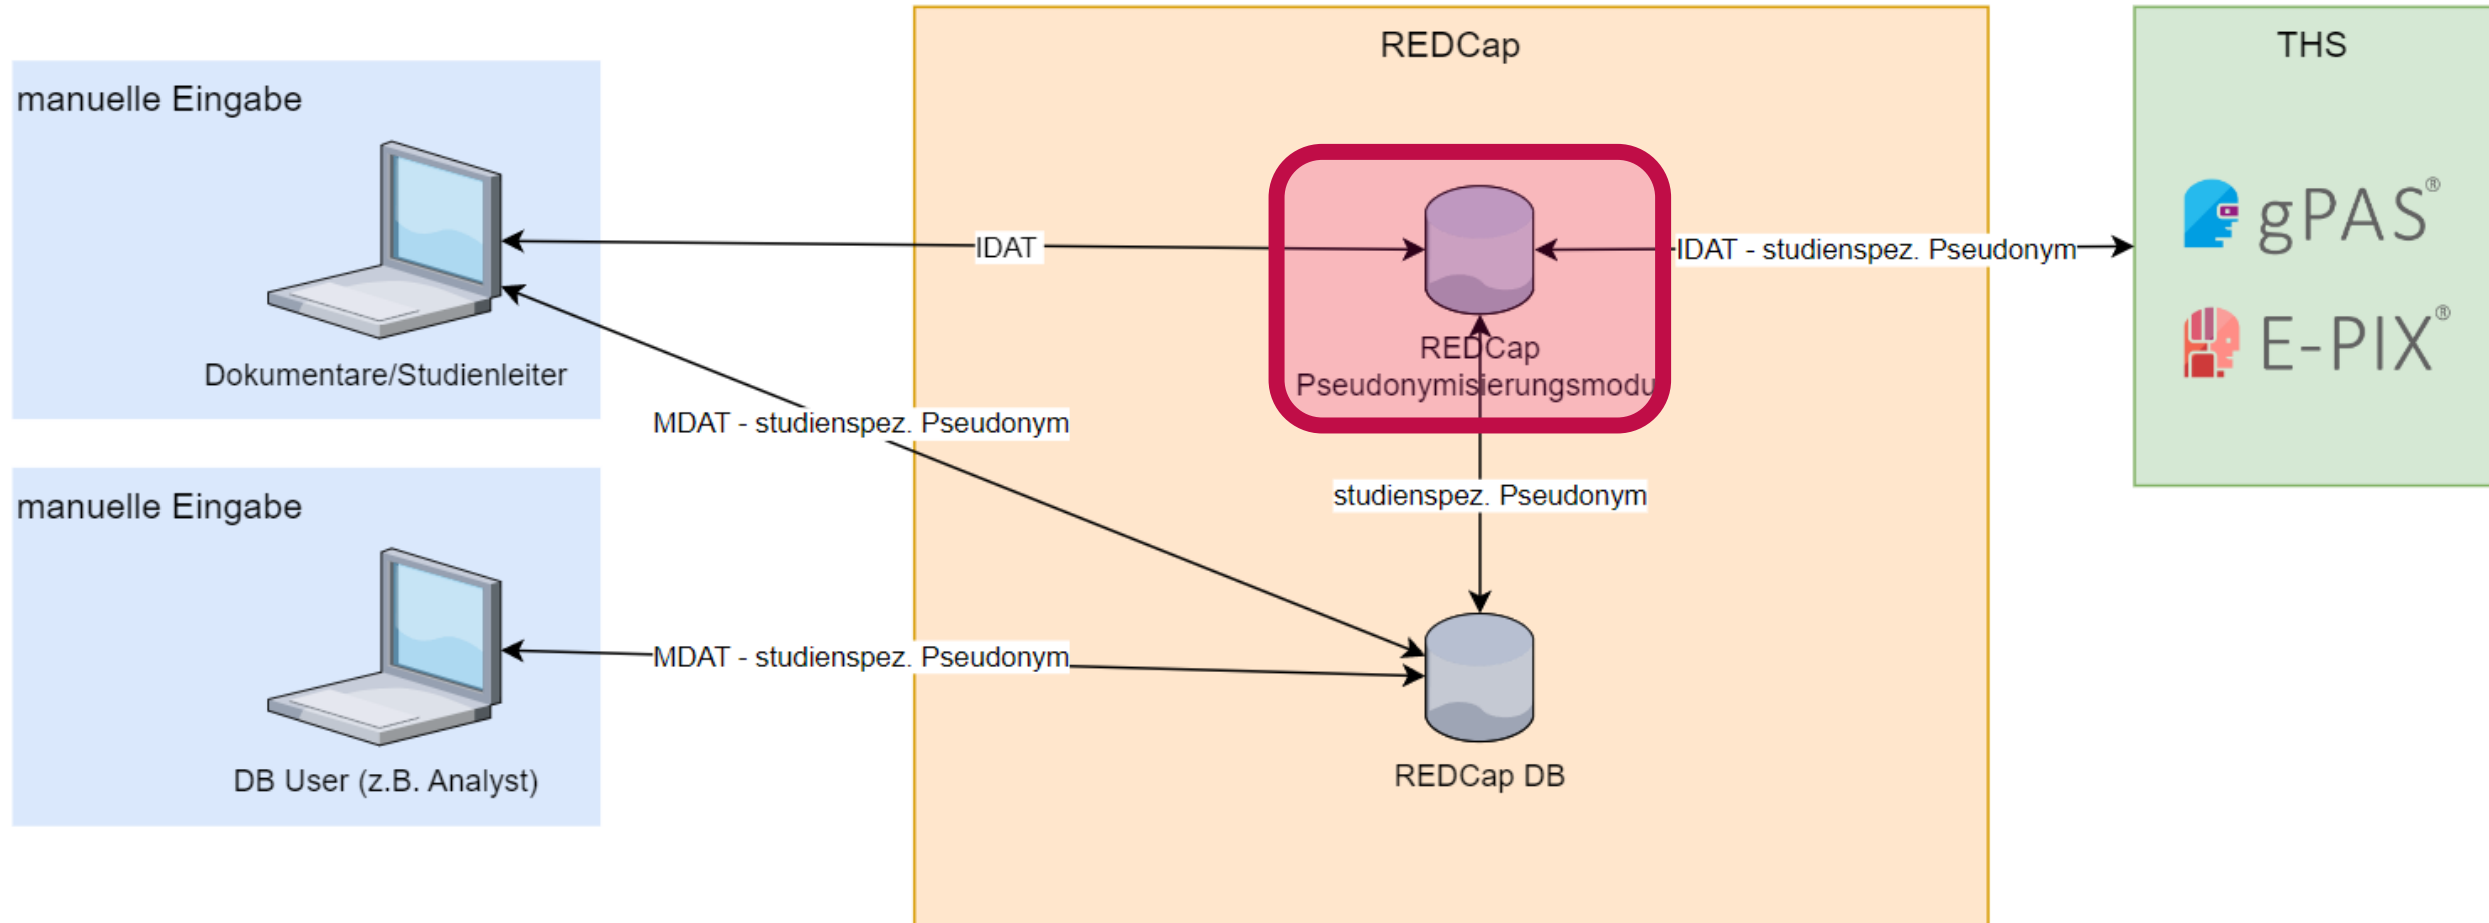 REDCap
THS
manuelle Eingabe
gPAS®
IDAT
IDAT - studienspez. Pseudonym
E-PIX®
REDCap
Pseudonymisierungsmodu
Dokumentare/Studienleiter
MDAT - studienspez. Pseudonym
manuelle Eingabe
studienspez. Pseudonym
MDAT - studienspez. Pseudonym
DB User (z.B. Analyst)
REDCap DB